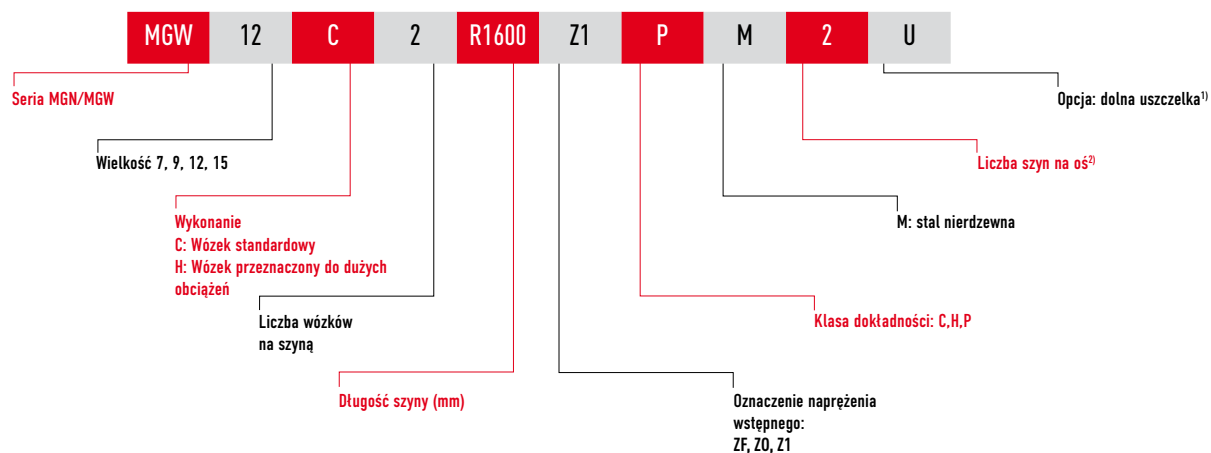 MGW 12 C 2 R1600 Z1 P M 2 U
Seria MGN/MGW
Opcja: dolna uszczelka¹⁾
Wielkość 7, 9, 12, 15
Liczba szyn na oś²⁾
Wykonanie
C: Wózek standardowy
H: Wózek przeznaczony do dużych
obciążeń
M: stal nierdzewna
Liczba wózków
na szyną
Klasa dokładności: C,H,P
Długość szyny (mm)
Oznaczenie naprężenia
wstępnego:
ZF, Z0, Z1